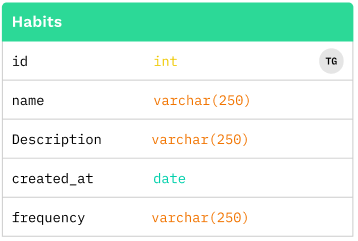 Habits
id int TG
name varchar(250)
Description varchar(250)
created_at date
frequency varchar(250)